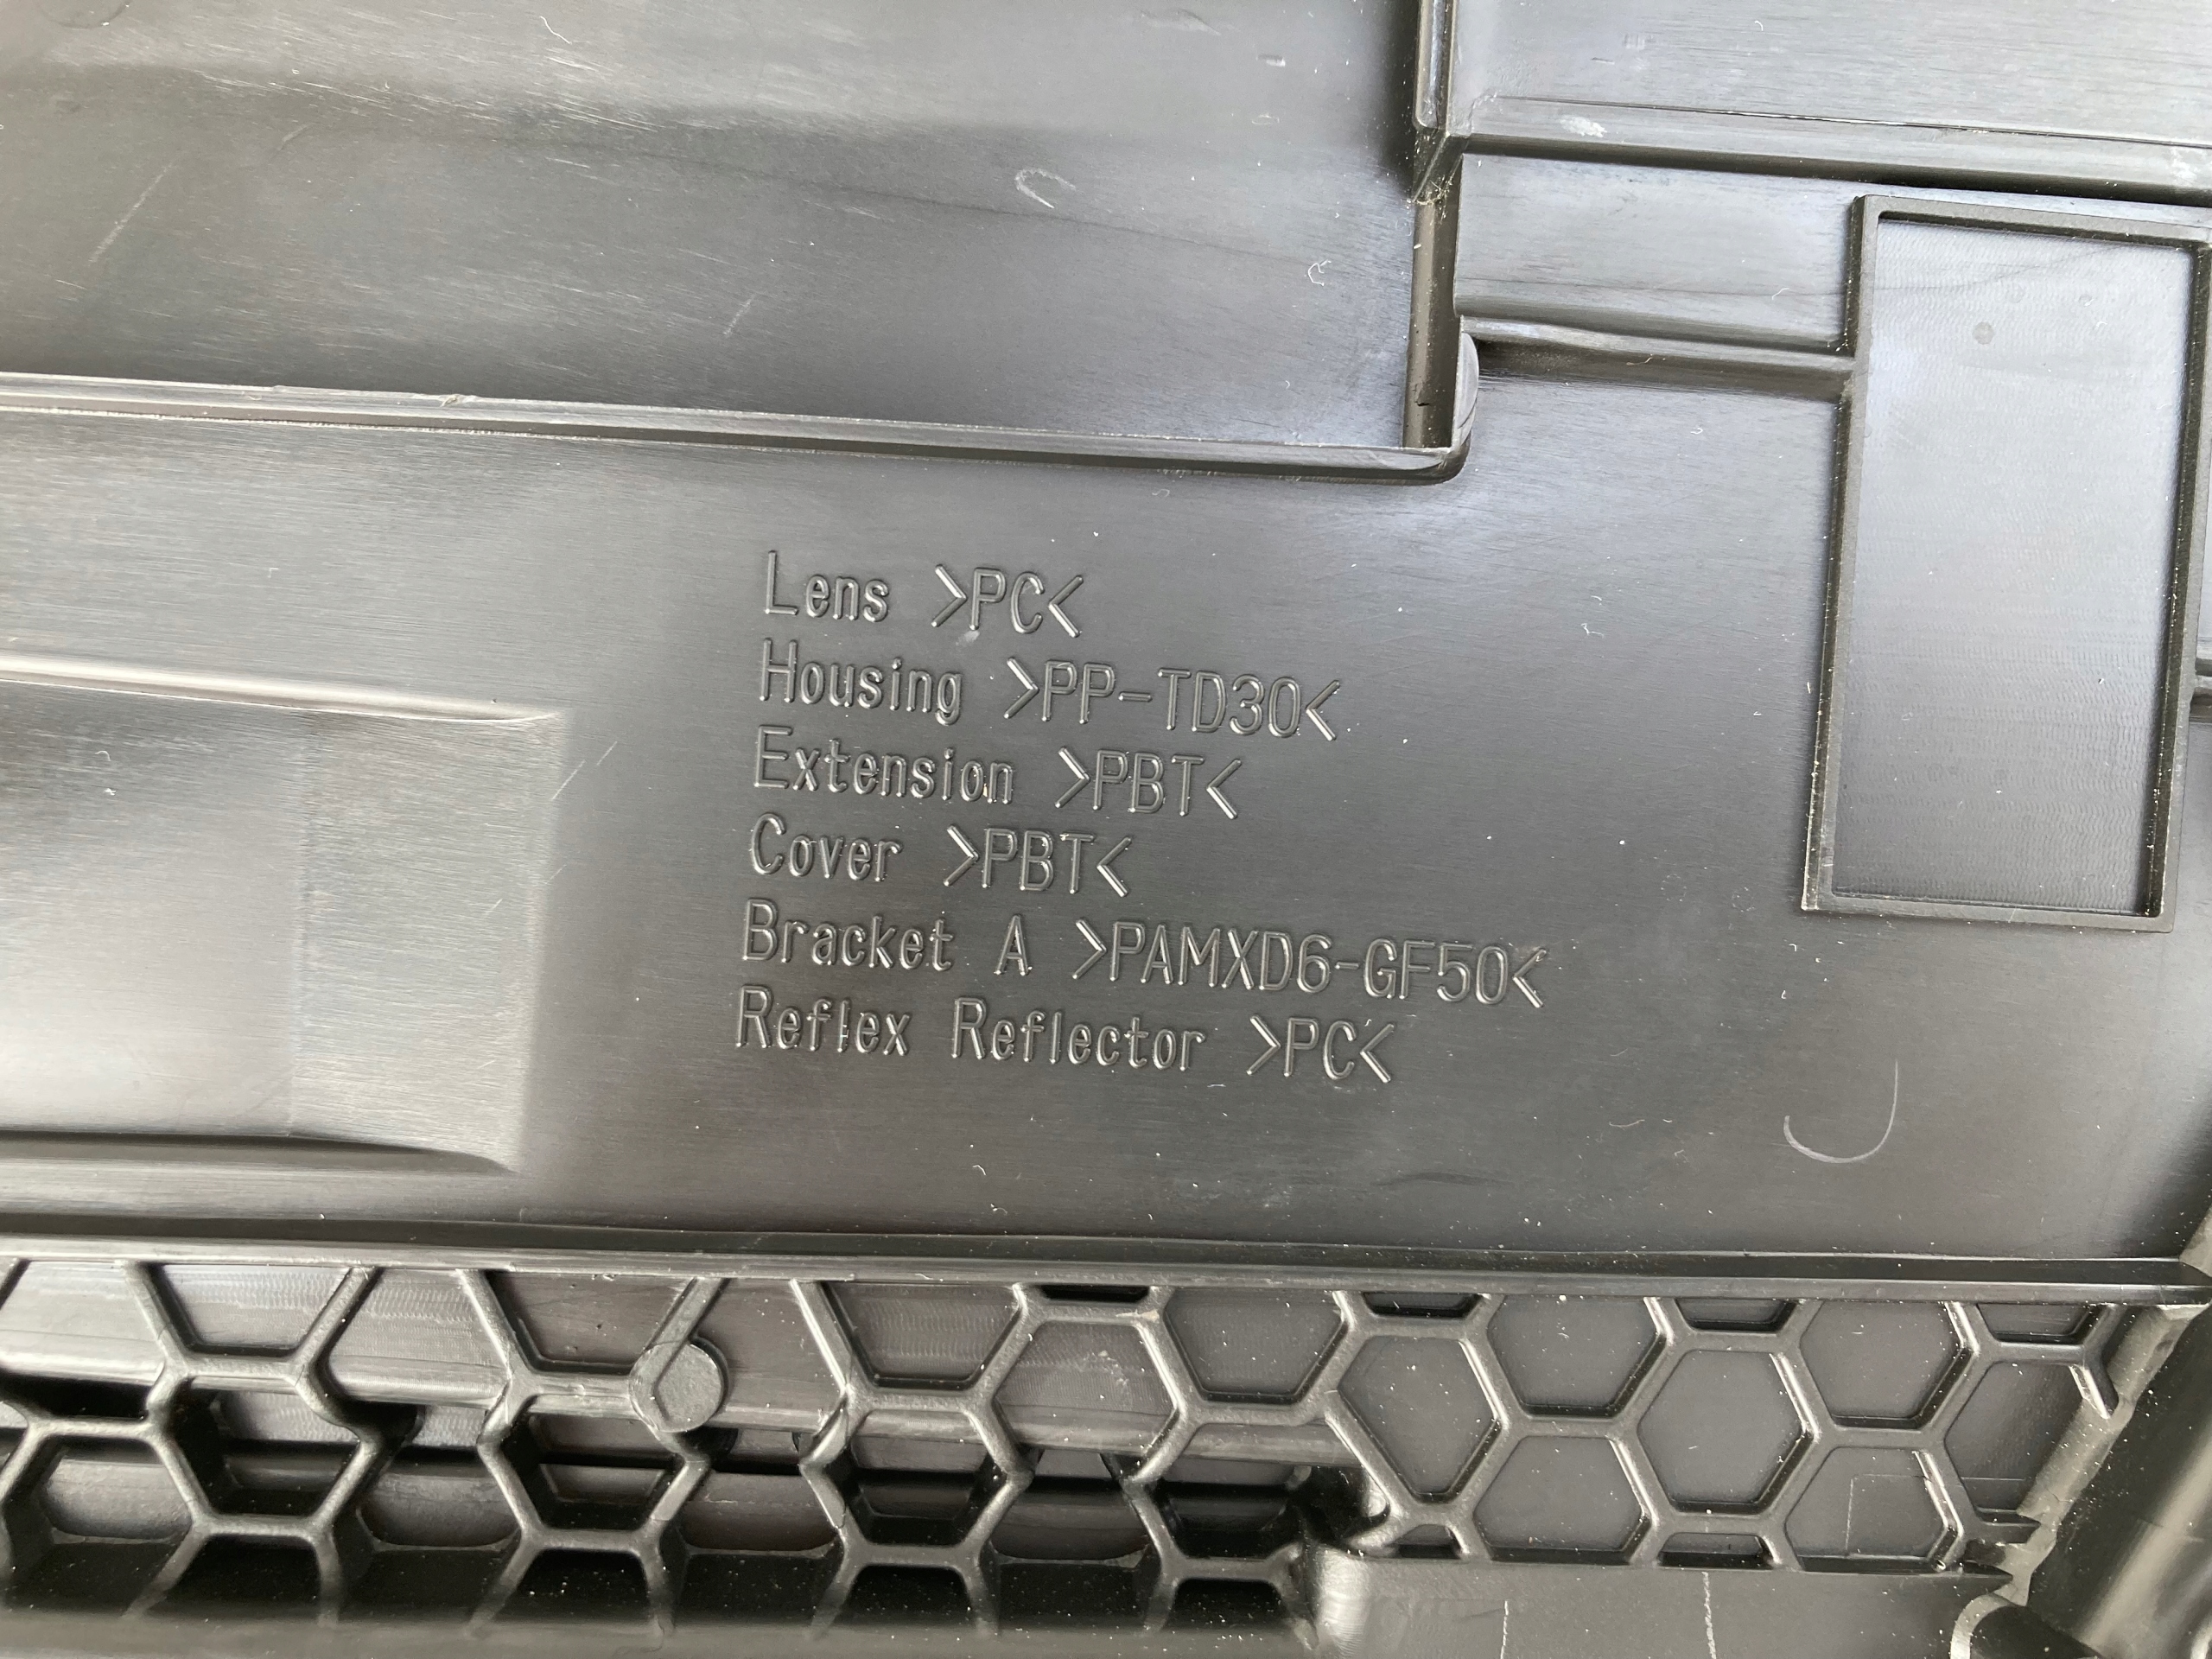 Lens >PC<
Housing >PP-TD30<
Extension >PBT<
Cover >PBT<
Bracket A >PAMXD6-GF50<
Reflex Reflector >PC<